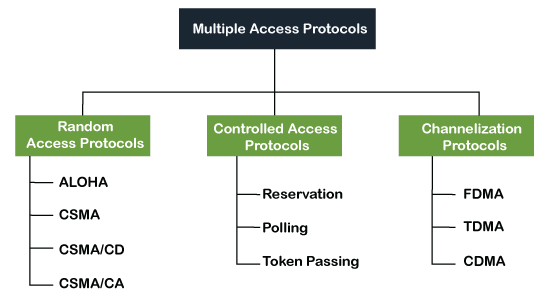 Multiple Access Protocols
Random
Access Protocols
ALOHA
CSMA
CSMA/CD
CSMA/CA
Controlled Access
Protocols
Reservation
Polling
Token Passing
Channelization
Protocols
FDMA
TDMA
CDMA